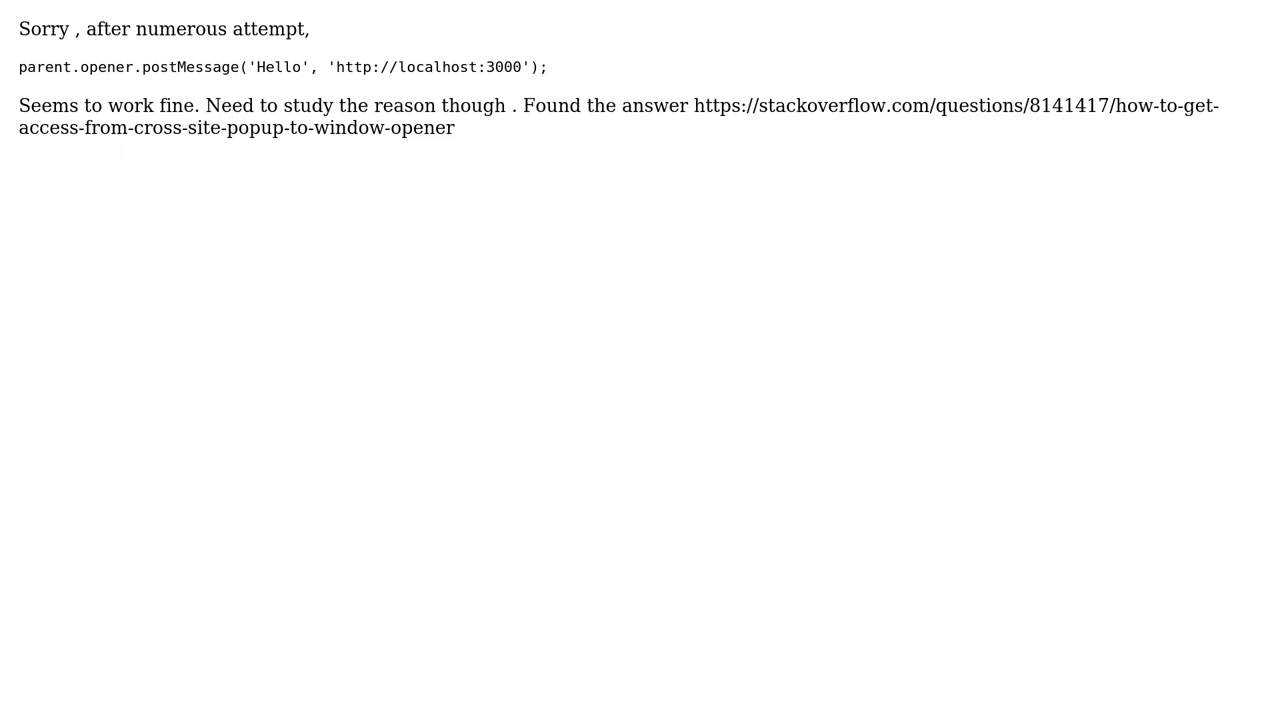 Sorry , after numerous attempt,
parent.opener.postMessage('Hello', 'http://localhost:3000');
Seems to work fine. Need to study the reason though . Found the answer https://stackoverflow.com/questions/8141417/how-to-get-
access-from-cross-site-popup-to-window-opener